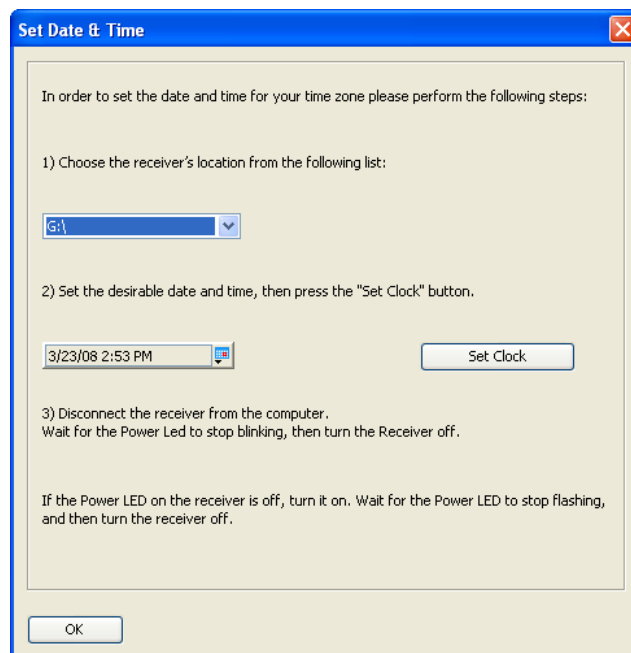 Set Date & Time
In order to set the date and time for your time zone please perform the following steps:
1) Choose the receiver's location from the following list:
G:\
2) Set the desirable date and time, then press the "Set Clock" button.
3/23/08 2:53 PM
Set Clock
3) Disconnect the receiver from the computer.
Wait for the Power Led to stop blinking, then turn the Receiver off.
If the Power LED on the receiver is off, turn it on. Wait for the Power LED to stop flashing,
and then turn the receiver off.
OK